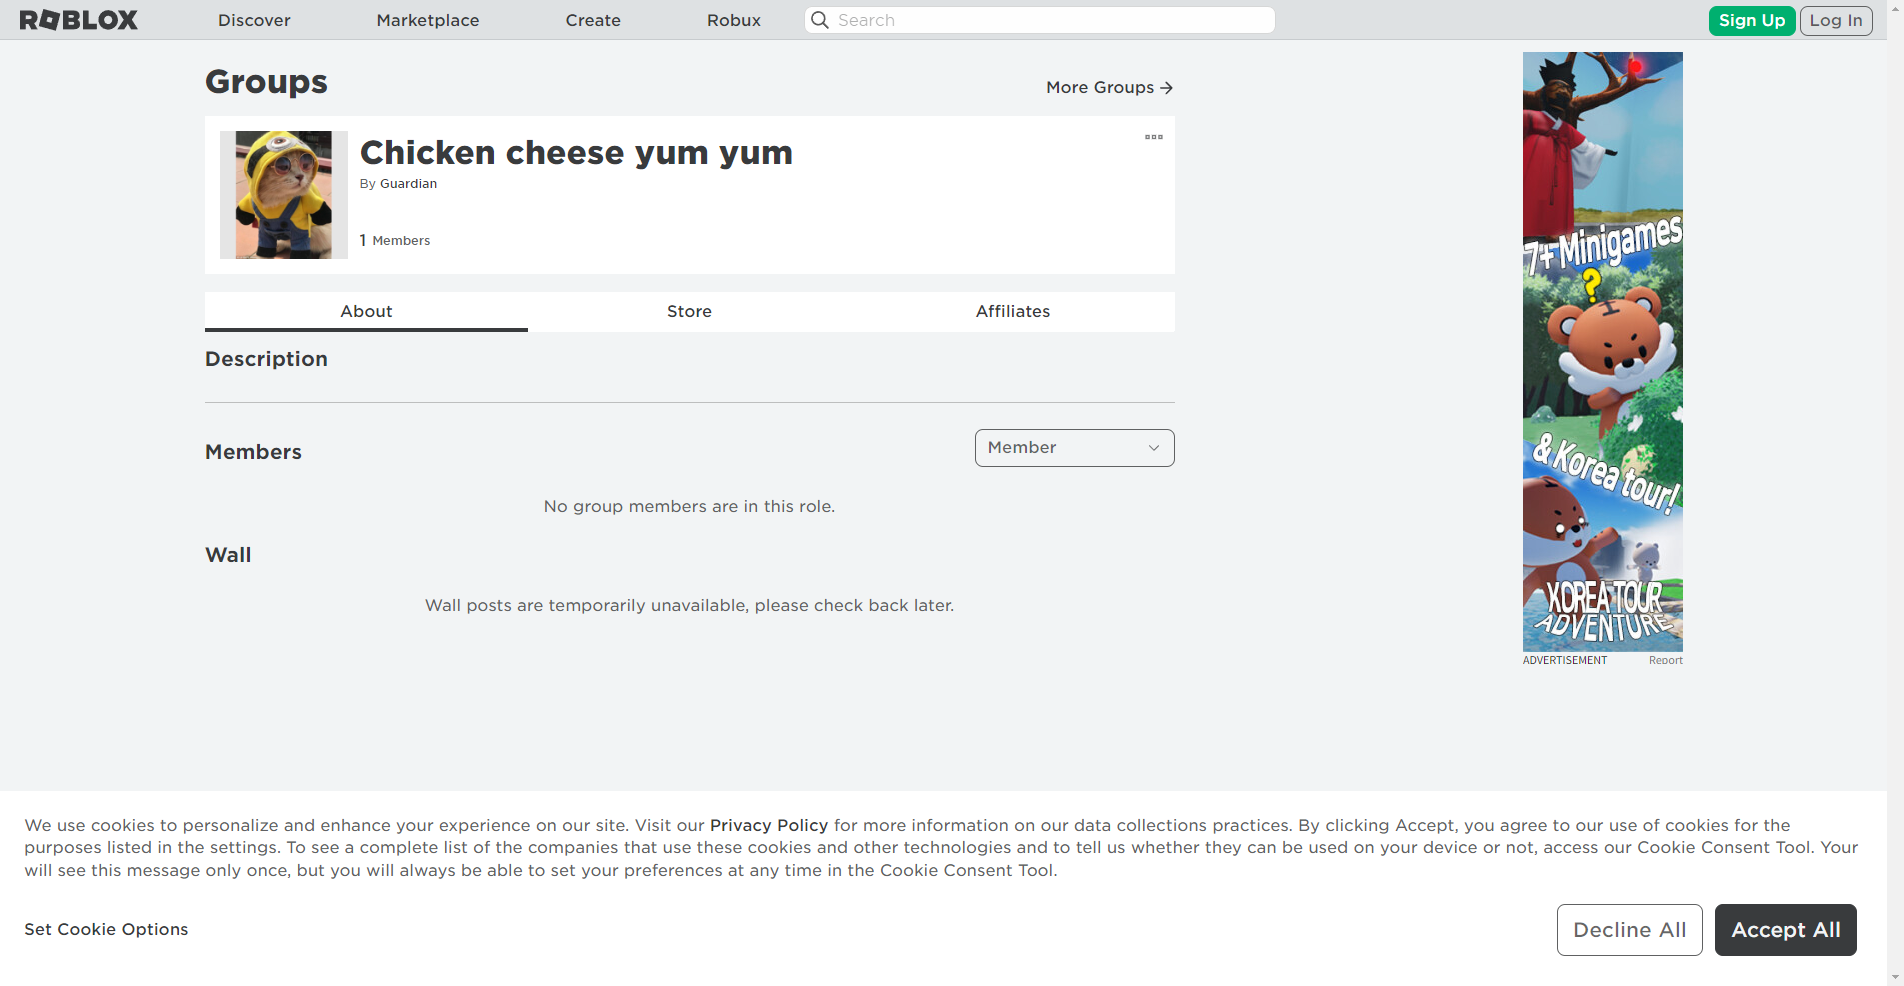 ROBLOX
Discover
Marketplace
Create
Robux
Search
Sign Up
Log In
Groups
More Groups →
Chicken cheese yum yum
By Guardian
1 Members
About
Store
Affiliates
Description
Members
Member
No group members are in this role.
Wall
Wall posts are temporarily unavailable, please check back later.
7+ Minigames
?
& Korea tour!
KOREA TOUR
ADVENTURE
ADVERTISEMENT
Report
We use cookies to personalize and enhance your experience on our site. Visit our Privacy Policy for more information on our data collections practices. By clicking Accept, you agree to our use of cookies for the
purposes listed in the settings. To see a complete list of the companies that use these cookies and other technologies and to tell us whether they can be used on your device or not, access our Cookie Consent Tool. Your
will see this message only once, but you will always be able to set your preferences at any time in the Cookie Consent Tool.
Set Cookie Options
Decline All
Accept All